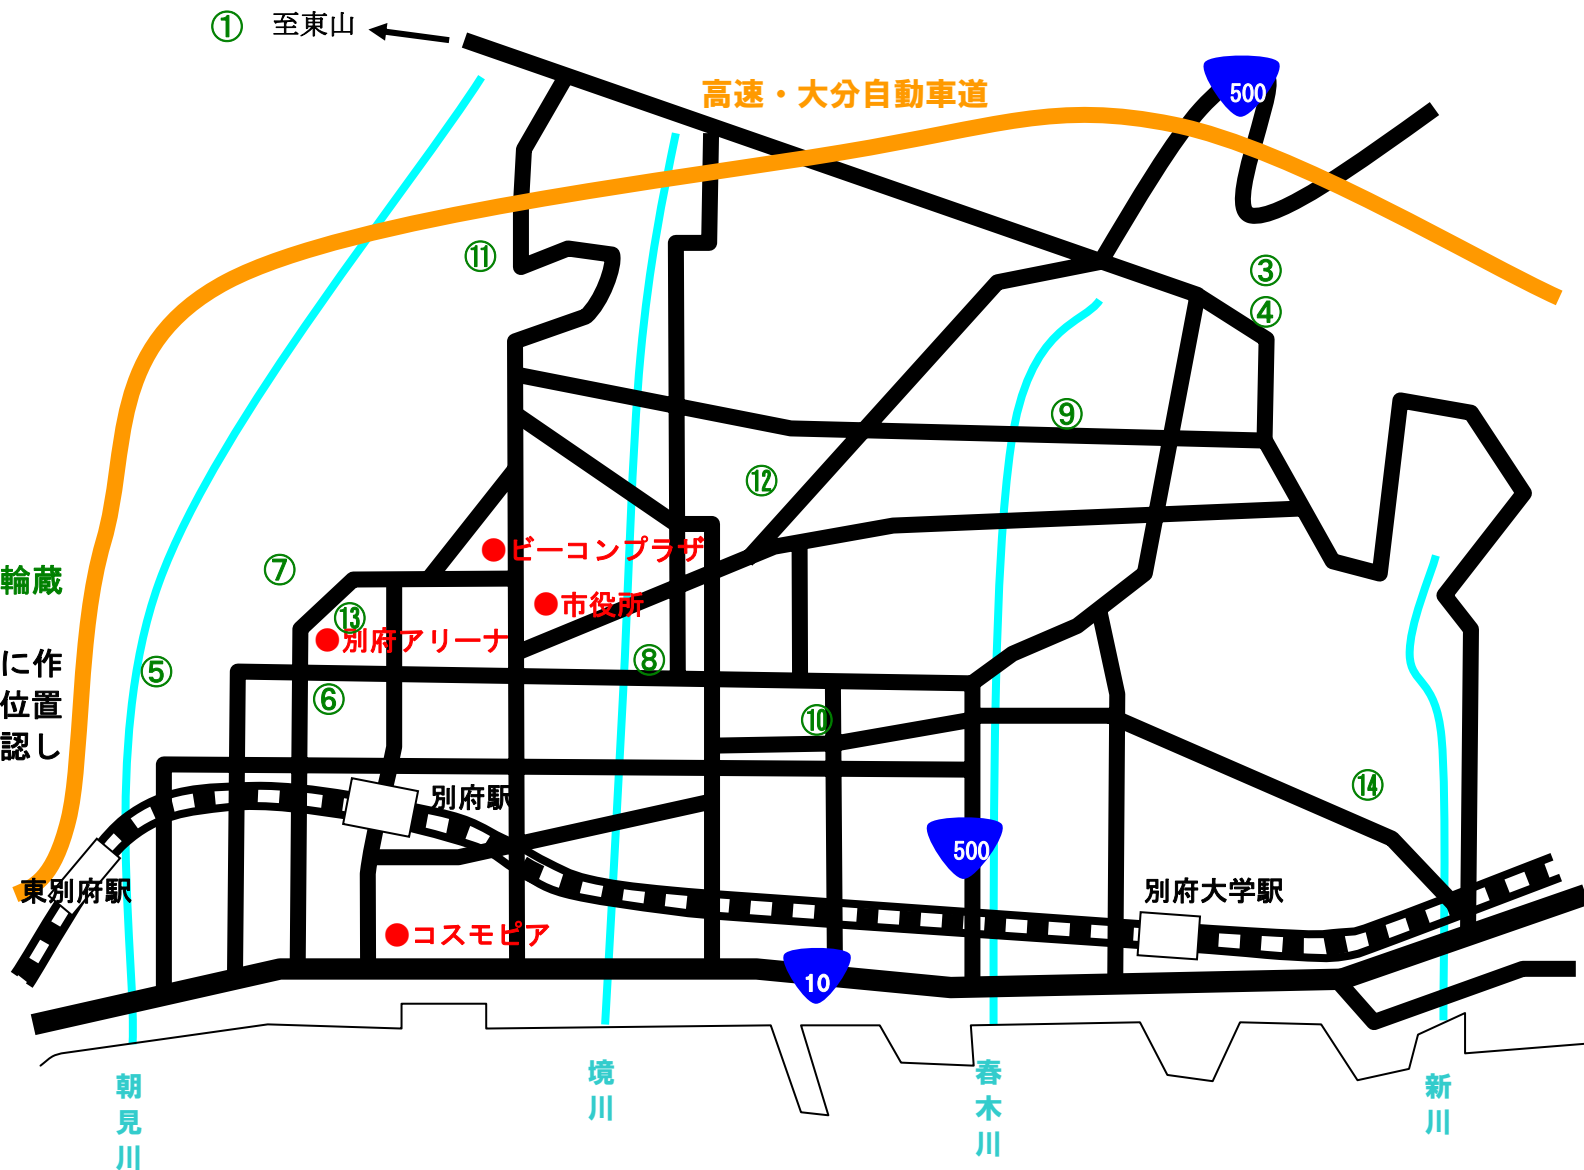 ① 至東山
高速・大分自動車道
500
⑪
③
④
⑨
⑫
ビーコンプラザ
⑦
輪蔵
市役所
⑬
別府アリーナ
に作
⑤
⑧
位置
⑥
⑩
認し
⑭
別府駅
500
東別府駅
別府大学駅
コスモピア
10
朝見川
境川
春木川
新川